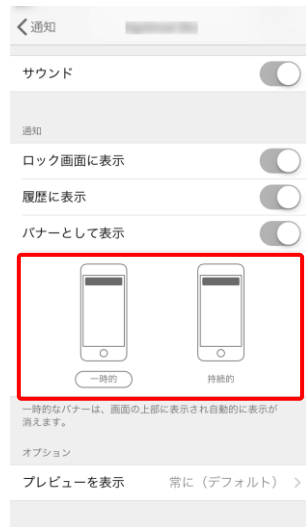 通知
サウンド
通知
ロック画面に表示
履歴に表示
バナーとして表示
一時的
持続的
一時的なバナーは、画面の上部に表示され自動的に表示が
消えます。
オプション
プレビューを表示 常に（デフォルト）